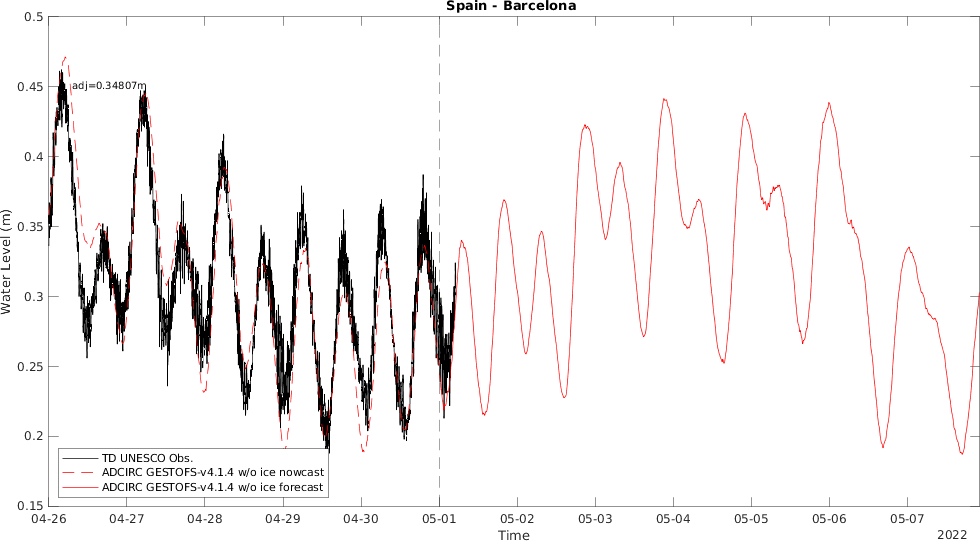 Spain - Barcelona
0.5
0.45
0.4
0.35
0.3
0.25
0.2
0.15
Water Level (m)
adj=0.34807m
TD UNESCO Obs.
ADCIRC GESTOFS-v4.1.4 w/o ice nowcast
ADCIRC GESTOFS-v4.1.4 w/o ice forecast
04-26 04-27 04-28 04-29 04-30 05-01 05-02 05-03 05-04 05-05 05-06 05-07
Time
2022